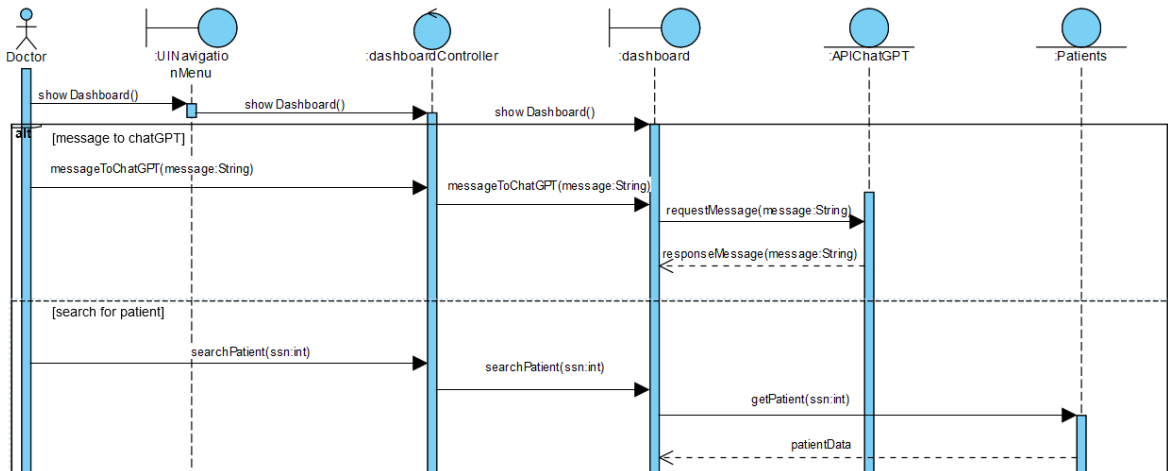 Doctor
:UINavigatio
nMenu
:dashboardController
:dashboard
:APIChatGPT
:Patients
showDashboard()
showDashboard()
showDashboard()
alt
[message to chatGPT]
messageToChatGPT(message:String)
messageToChatGPT(message:String)
requestMessage(message:String)
responseMessage(message:String)
[search for patient]
searchPatient(ssn:int)
searchPatient(ssn:int)
getPatient(ssn:int)
patientData